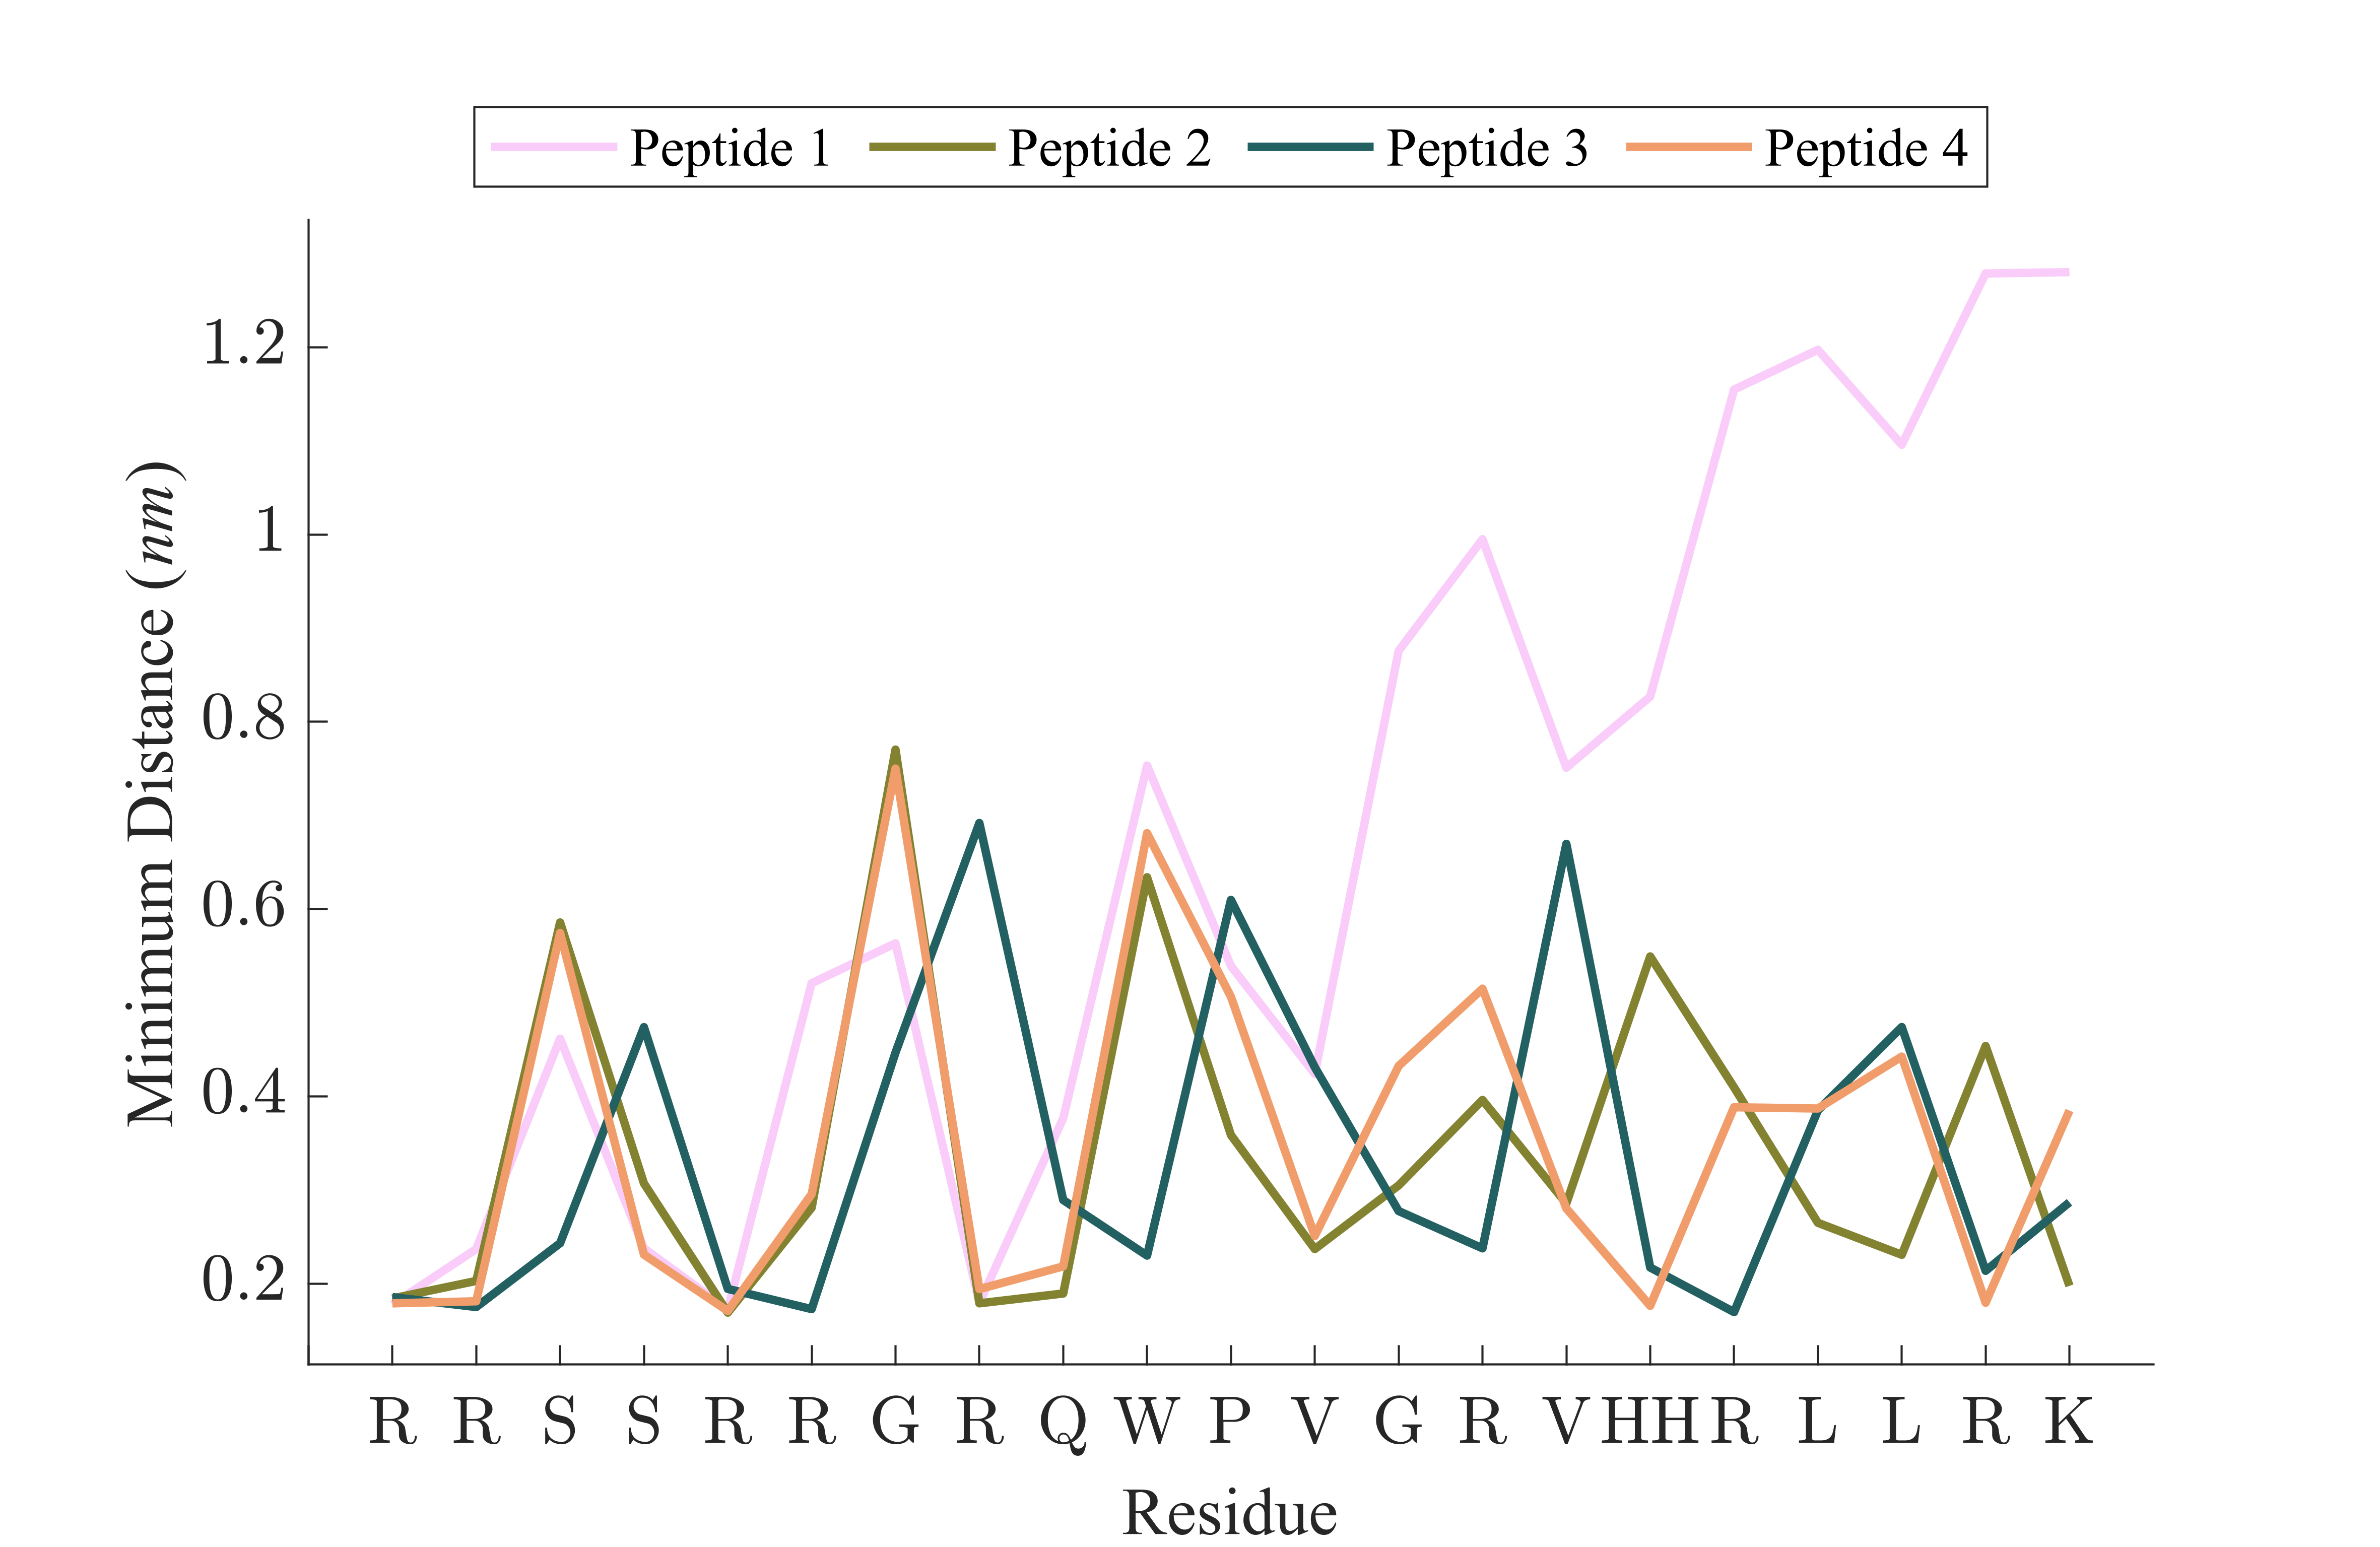 Peptide 1 Peptide 2 Peptide 3 Peptide 4
Minimum Distance (nm)
1.2
1
0.8
0.6
0.4
0.2
R R S S R R G R Q W P V G R V HHH R L L R K
Residue